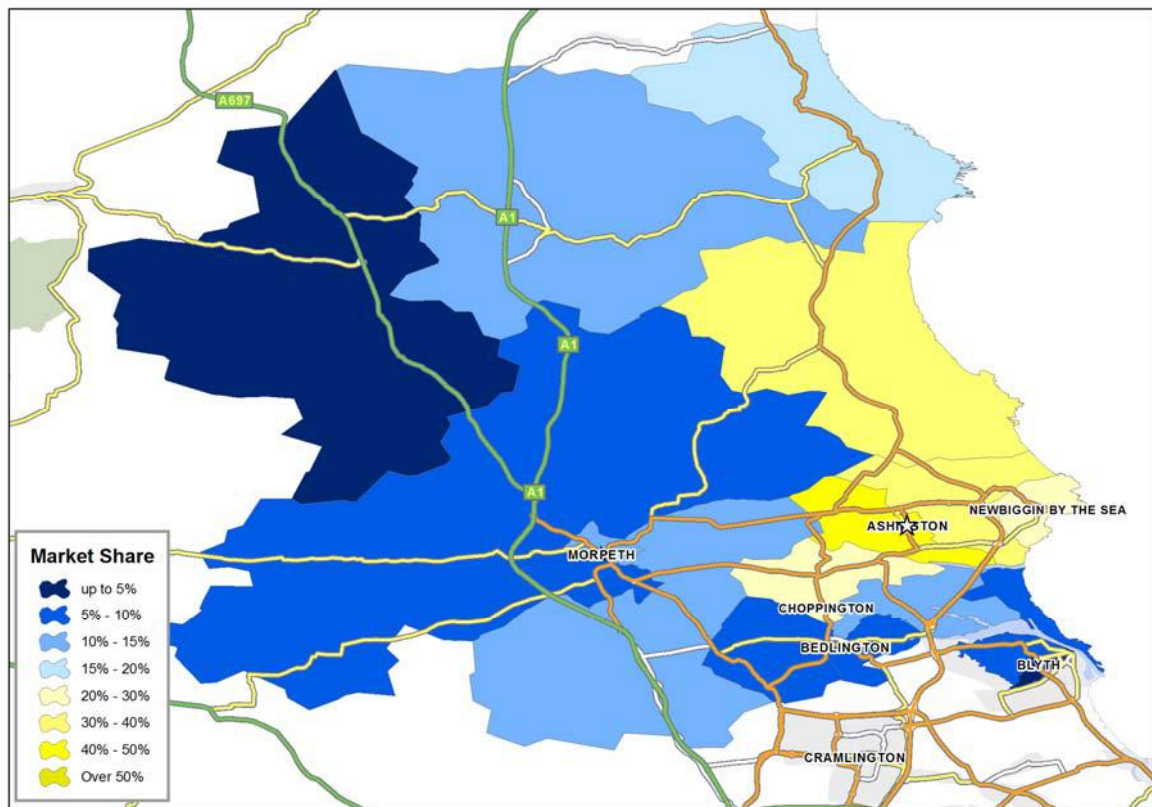 A697
A1
A1
A1
NEWBIGGIN BY THE SEA
MORPETH
CHOPPINGTON
BEDLINGTON
BLYTH
CRAMLINGTON
Market Share
up to 5%
5% - 10%
10% - 15%
15% - 20%
20% - 30%
30% - 40%
40% - 50%
Over 50%